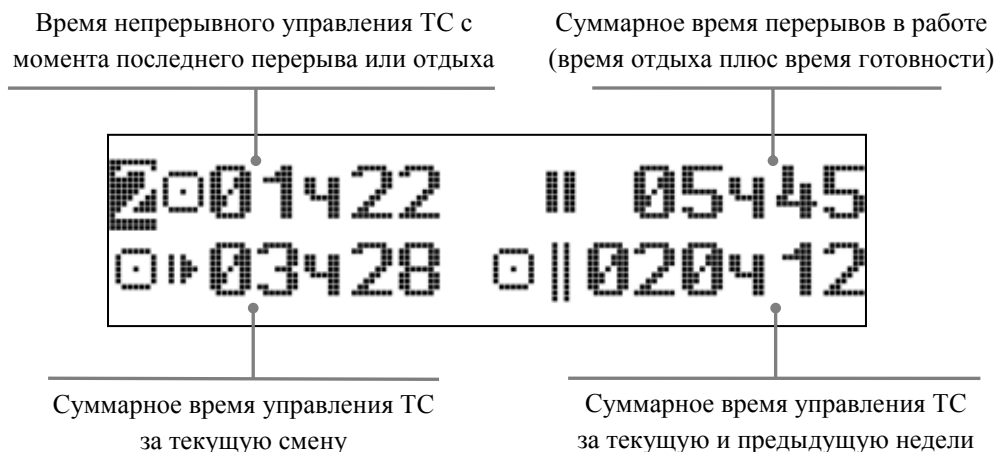 Время непрерывного управления ТС с
момента последнего перерыва или отдыха
Суммарное время перерывов в работе
(время отдыха плюс время готовности)
2 01ч22 05ч45
03ч28 020ч12
Суммарное время управления ТС
за текущую смену
Суммарное время управления ТС
за текущую и предыдущую недели